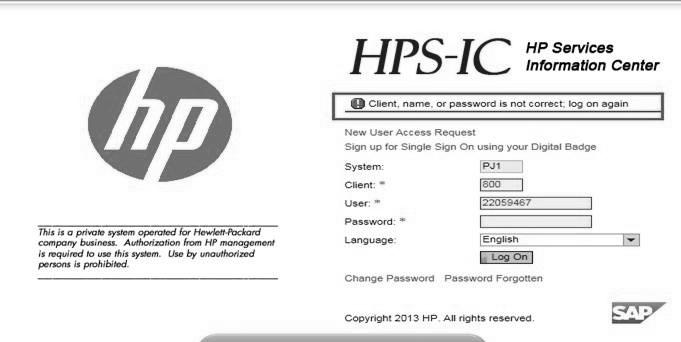 hp
HPS-IC HP Services
Information Center
Client, name, or password is not correct; log on again
New User Access Request
Sign up for Single Sign On using your Digital Badge
System: PJ1
Client: * 800
User: * 22059467
Password: *
Language: English
Log On
Change Password Password Forgotten
This is a private system operated for Hewlett-Packard
company business. Authorization from HP management
is required to use this system. Use by unauthorized
persons is prohibited.
Copyright 2013 HP. All rights reserved.
SAP